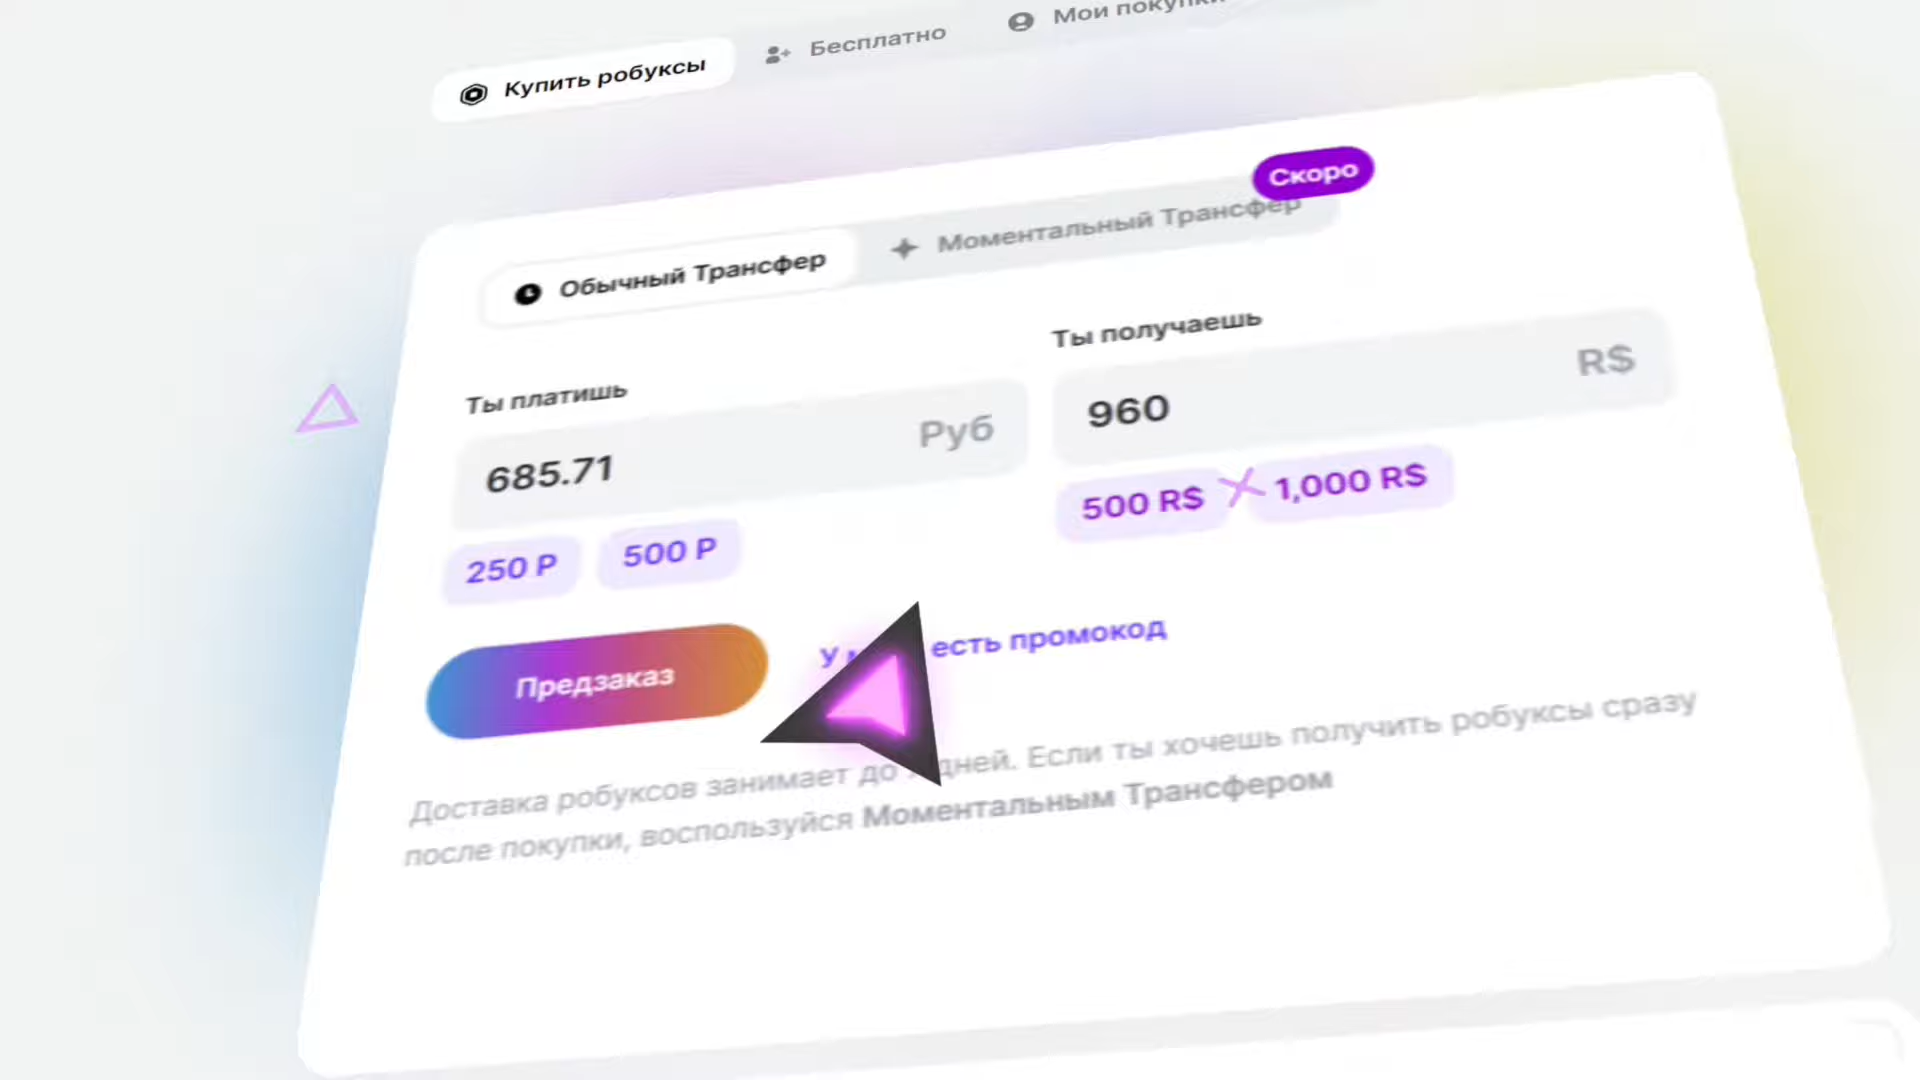 Купить робуксы
Бесплатно
Мои покупки
Скоро
Обычный Трансфер
Моментальный Трансфер
Ты платишь
685.71 Руб
250 Р 500 Р
Ты получаешь
960 R$
500 R$ 1,000 R$
Предзаказ
У есть промокод
Доставка робуксов занимает до дней. Если ты хочешь получить робуксы сразу
после покупки, воспользуйся Моментальным Трансфером